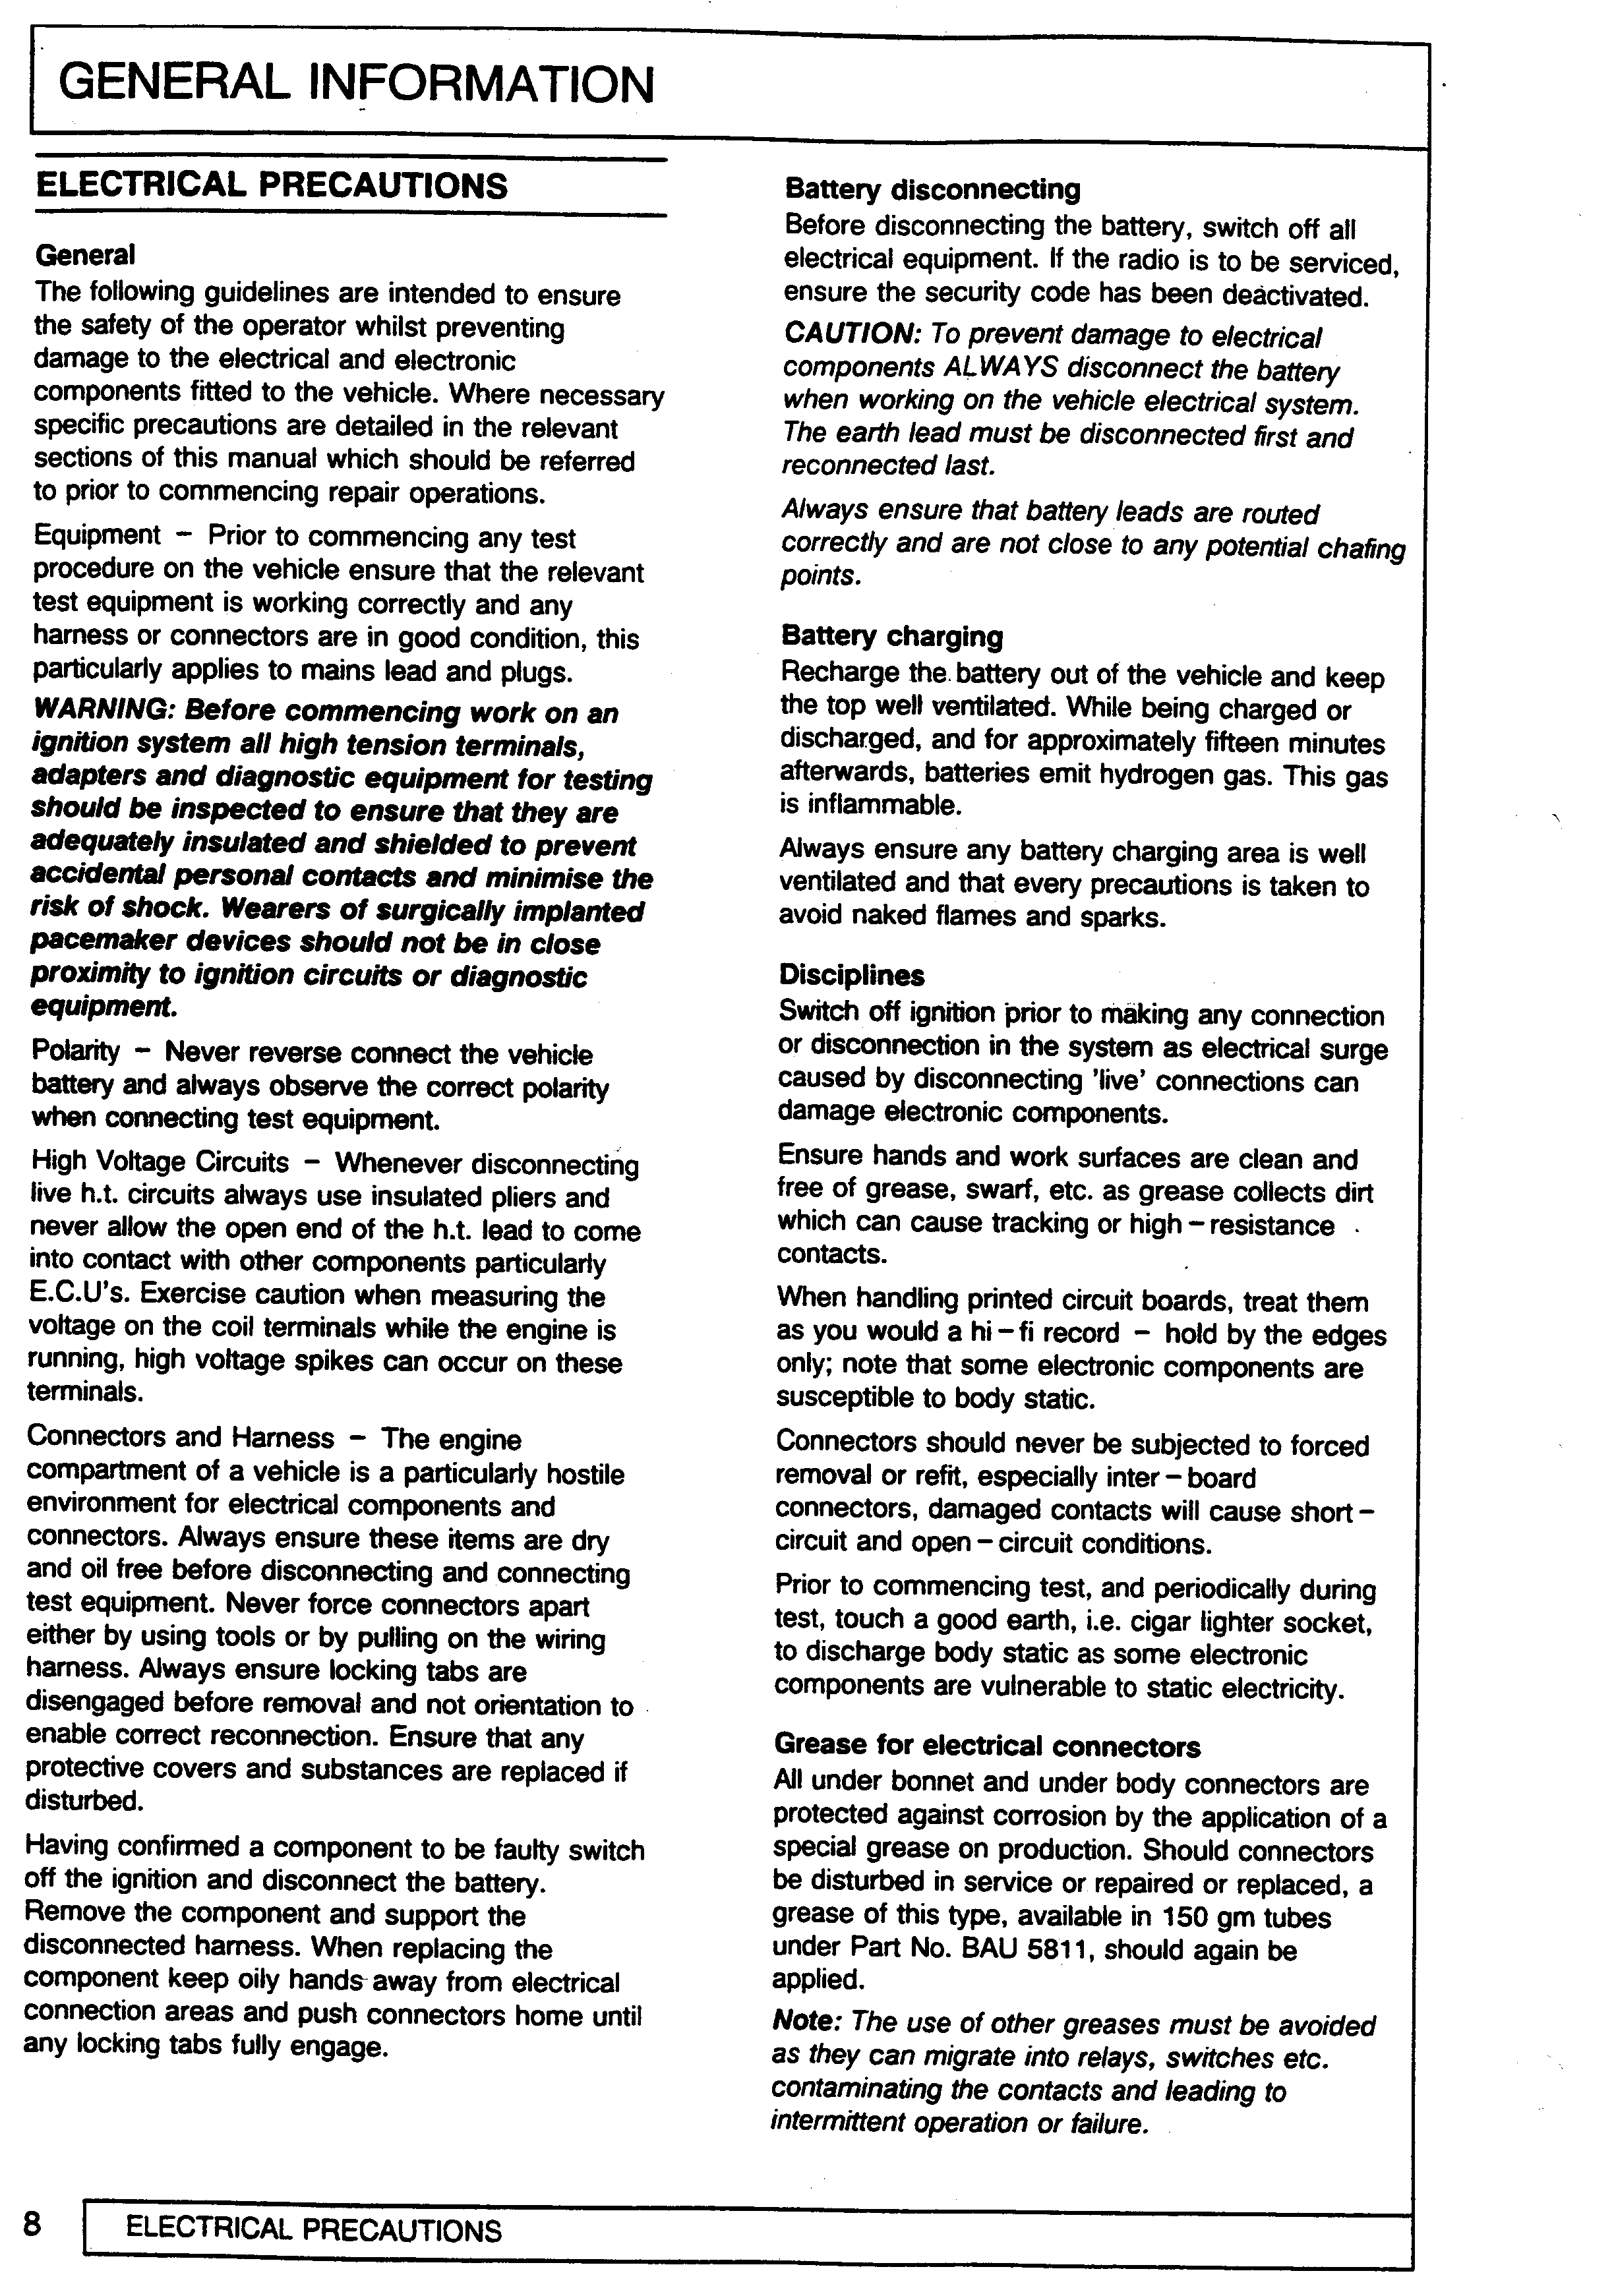 GENERAL INFORMATION
ELECTRICAL PRECAUTIONS
General
The following guidelines are intended to ensure
the safety of the operator whilst preventing
damage to the electrical and electronic
components fitted to the vehicle. Where necessary
specific precautions are detailed in the relevant
sections of this manual which should be referred
to prior to commencing repair operations.
Equipment – Prior to commencing any test
procedure on the vehicle ensure that the relevant
test equipment is working correctly and any
harness or connectors are in good condition, this
particularly applies to mains lead and plugs.
WARNING: Before commencing work on an
ignition system all high tension terminals,
adapters and diagnostic equipment for testing
should be inspected to ensure that they are
adequately insulated and shielded to prevent
accidental personal contacts and minimise the
risk of shock. Wearers of surgically implanted
pacemaker devices should not be in close
proximity to ignition circuits or diagnostic
equipment.
Polarity – Never reverse connect the vehicle
battery and always observe the correct polarity
when connecting test equipment.
High Voltage Circuits – Whenever disconnecting
live h.t. circuits always use insulated pliers and
never allow the open end of the h.t. lead to come
into contact with other components particularly
E.C.U's. Exercise caution when measuring the
voltage on the coil terminals while the engine is
running, high voltage spikes can occur on these
terminals.
Connectors and Harness – The engine
compartment of a vehicle is a particularly hostile
environment for electrical components and
connectors. Always ensure these items are dry
and oil free before disconnecting and connecting
test equipment. Never force connectors apart
either by using tools or by pulling on the wiring
harness. Always ensure locking tabs are
disengaged before removal and not orientation to
enable correct reconnection. Ensure that any
protective covers and substances are replaced if
disturbed.
Having confirmed a component to be faulty switch
off the ignition and disconnect the battery.
Remove the component and support the
disconnected harness. When replacing the
component keep oily hands away from electrical
connection areas and push connectors home until
any locking tabs fully engage.
Battery disconnecting
Before disconnecting the battery, switch off all
electrical equipment. If the radio is to be serviced,
ensure the security code has been deactivated.
CAUTION: To prevent damage to electrical
components ALWAYS disconnect the battery
when working on the vehicle electrical system.
The earth lead must be disconnected first and
reconnected last.
Always ensure that battery leads are routed
correctly and are not close to any potential chafing
points.
Battery charging
Recharge the battery out of the vehicle and keep
the top well ventilated. While being charged or
discharged, and for approximately fifteen minutes
afterwards, batteries emit hydrogen gas. This gas
is inflammable.
Always ensure any battery charging area is well
ventilated and that every precautions is taken to
avoid naked flames and sparks.
Disciplines
Switch off ignition prior to making any connection
or disconnection in the system as electrical surge
caused by disconnecting 'live' connections can
damage electronic components.
Ensure hands and work surfaces are clean and
free of grease, swarf, etc. as grease collects dirt
which can cause tracking or high – resistance
contacts.
When handling printed circuit boards, treat them
as you would a hi – fi record – hold by the edges
only; note that some electronic components are
susceptible to body static.
Connectors should never be subjected to forced
removal or refit, especially inter – board
connectors, damaged contacts will cause short –
circuit and open – circuit conditions.
Prior to commencing test, and periodically during
test, touch a good earth, i.e. cigar lighter socket,
to discharge body static as some electronic
components are vulnerable to static electricity.
Grease for electrical connectors
All under bonnet and under body connectors are
protected against corrosion by the application of a
special grease on production. Should connectors
be disturbed in service or repaired or replaced, a
grease of this type, available in 150 gm tubes
under Part No. BAU 5811, should again be
applied.
Note: The use of other greases must be avoided
as they can migrate into relays, switches etc.
contaminating the contacts and leading to
intermittent operation or failure.
8 ELECTRICAL PRECAUTIONS